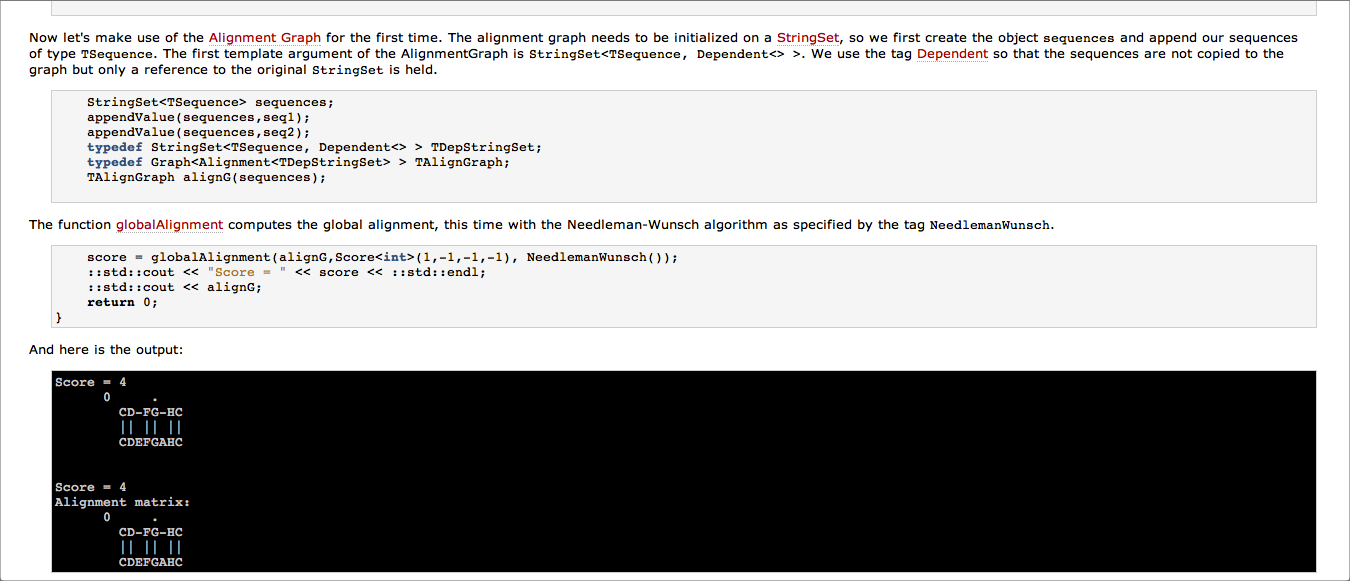 Now let's make use of the Alignment Graph for the first time. The alignment graph needs to be initialized on a StringSet, so we first create the object sequences and append our sequences
of type TSequence. The first template argument of the AlignmentGraph is StringSet<TSequence, Dependent<> >. We use the tag Dependent so that the sequences are not copied to the
graph but only a reference to the original StringSet is held.
StringSet<TSequence> sequences;
appendValue(sequences,seq1);
appendValue(sequences,seq2);
typedef StringSet<TSequence, Dependent<> > TDepStringSet;
typedef Graph<Alignment<TDepStringSet> > TAlignGraph;
TAlignGraph alignG(sequences);
The function globalAlignment computes the global alignment, this time with the Needleman-Wunsch algorithm as specified by the tag NeedlemanWunsch.
score = globalAlignment(alignG,Score<int>(1,-1,-1,-1), NeedlemanWunsch());
::std::cout << "Score = " << score << ::std::endl;
::std::cout << alignG;
return 0;
}
And here is the output:
Score = 4
0 .
CD-FG-HC
|| || ||
CDEFGAHC
Score = 4
Alignment matrix:
0 .
CD-FG-HC
|| || ||
CDEFGAHC